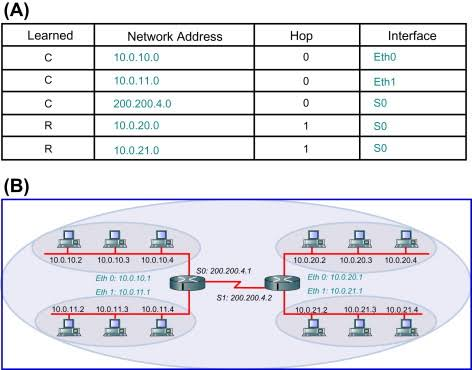 (A)
Learned Network Address Hop Interface
C 10.0.10.0 0 Eth0
C 10.0.11.0 0 Eth1
C 200.200.4.0 0 S0
R 10.0.20.0 1 S0
R 10.0.21.0 1 S0
(B)
10.0.10.2 10.0.10.3 10.0.10.4
Eth 0: 10.0.10.1
Eth 1: 10.0.11.1
10.0.11.2 10.0.11.3 10.0.11.4
S0: 200.200.4.1
S1: 200.200.4.2
10.0.20.2 10.0.20.3 10.0.20.4
Eth 0: 10.0.20.1
Eth 1: 10.0.21.1
10.0.21.2 10.0.21.3 10.0.21.4